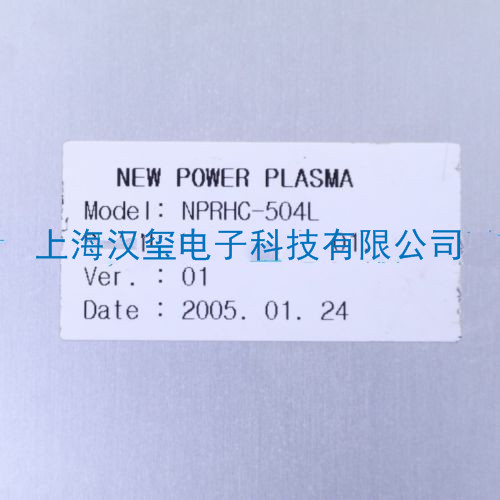 NEW POWER PLASMA
Model: NPRHC-504L
上海汉玺电子科技有限公司
Ver. : 01
Date : 2005. 01. 24